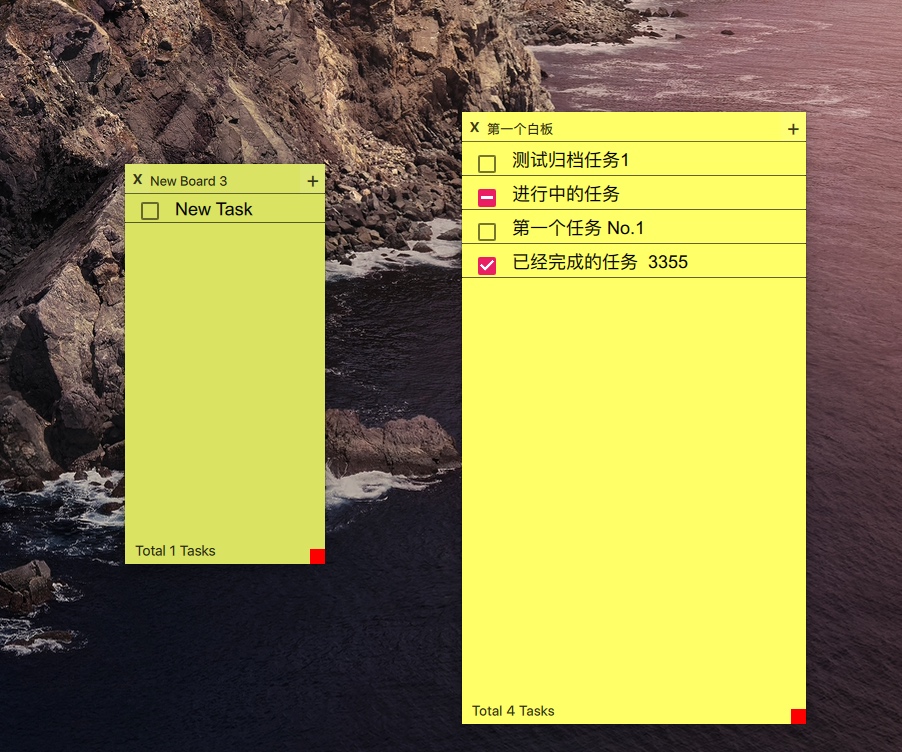 X New Board 3 +
New Task
Total 1 Tasks
X 第一个白板 +
测试归档任务1
进行中的任务
第一个任务 No.1
已经完成的任务 3355
Total 4 Tasks